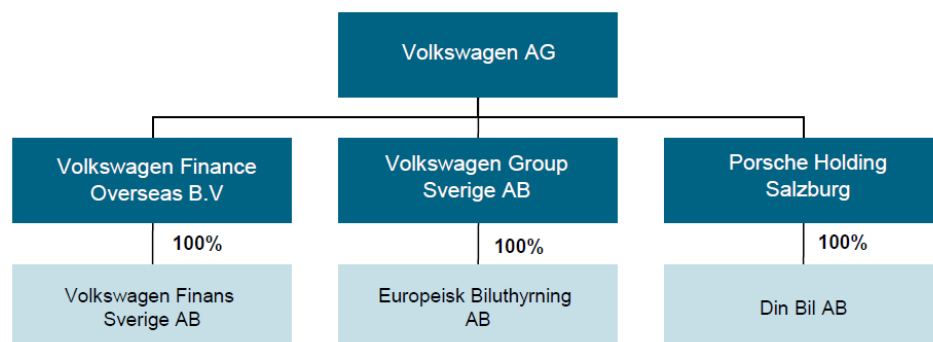 Volkswagen AG
Volkswagen Finance
Overseas B.V
Volkswagen Group
Sverige AB
Porsche Holding
Salzburg
100%
100%
100%
Volkswagen Finans
Sverige AB
Europeisk Biluthyrning
AB
Din Bil AB